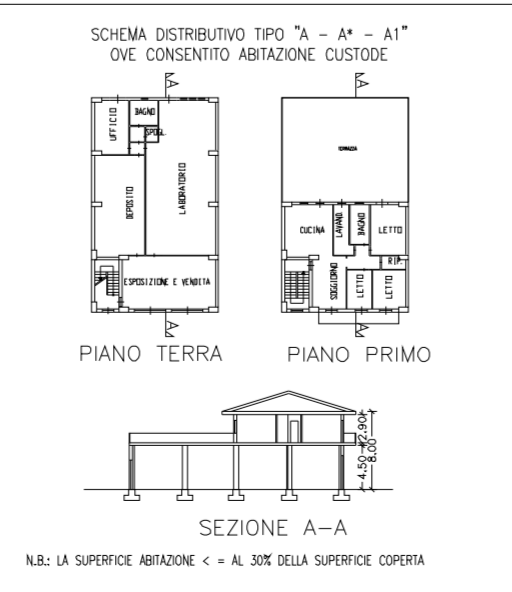 SCHEMA DISTRIBUTIVO TIPO "A – A* – A1"
OVE CONSENTITO ABITAZIONE CUSTODE
A
A
UFFICIO
BAGNO
SPOGL.
DEPOSITO
LABORATORIO
ESPOSIZIONE E VENDITA
TERRAZZA
CUCINA
LAVAND.
BAGNO
LETTO
RIP.
SOGGIORNO
LETTO
LETTO
A
A
PIANO TERRA
PIANO PRIMO
2.90
4.50
8.00
SEZIONE A–A
N.B.: LA SUPERFICIE ABITAZIONE < = AL 30% DELLA SUPERFICIE COPERTA